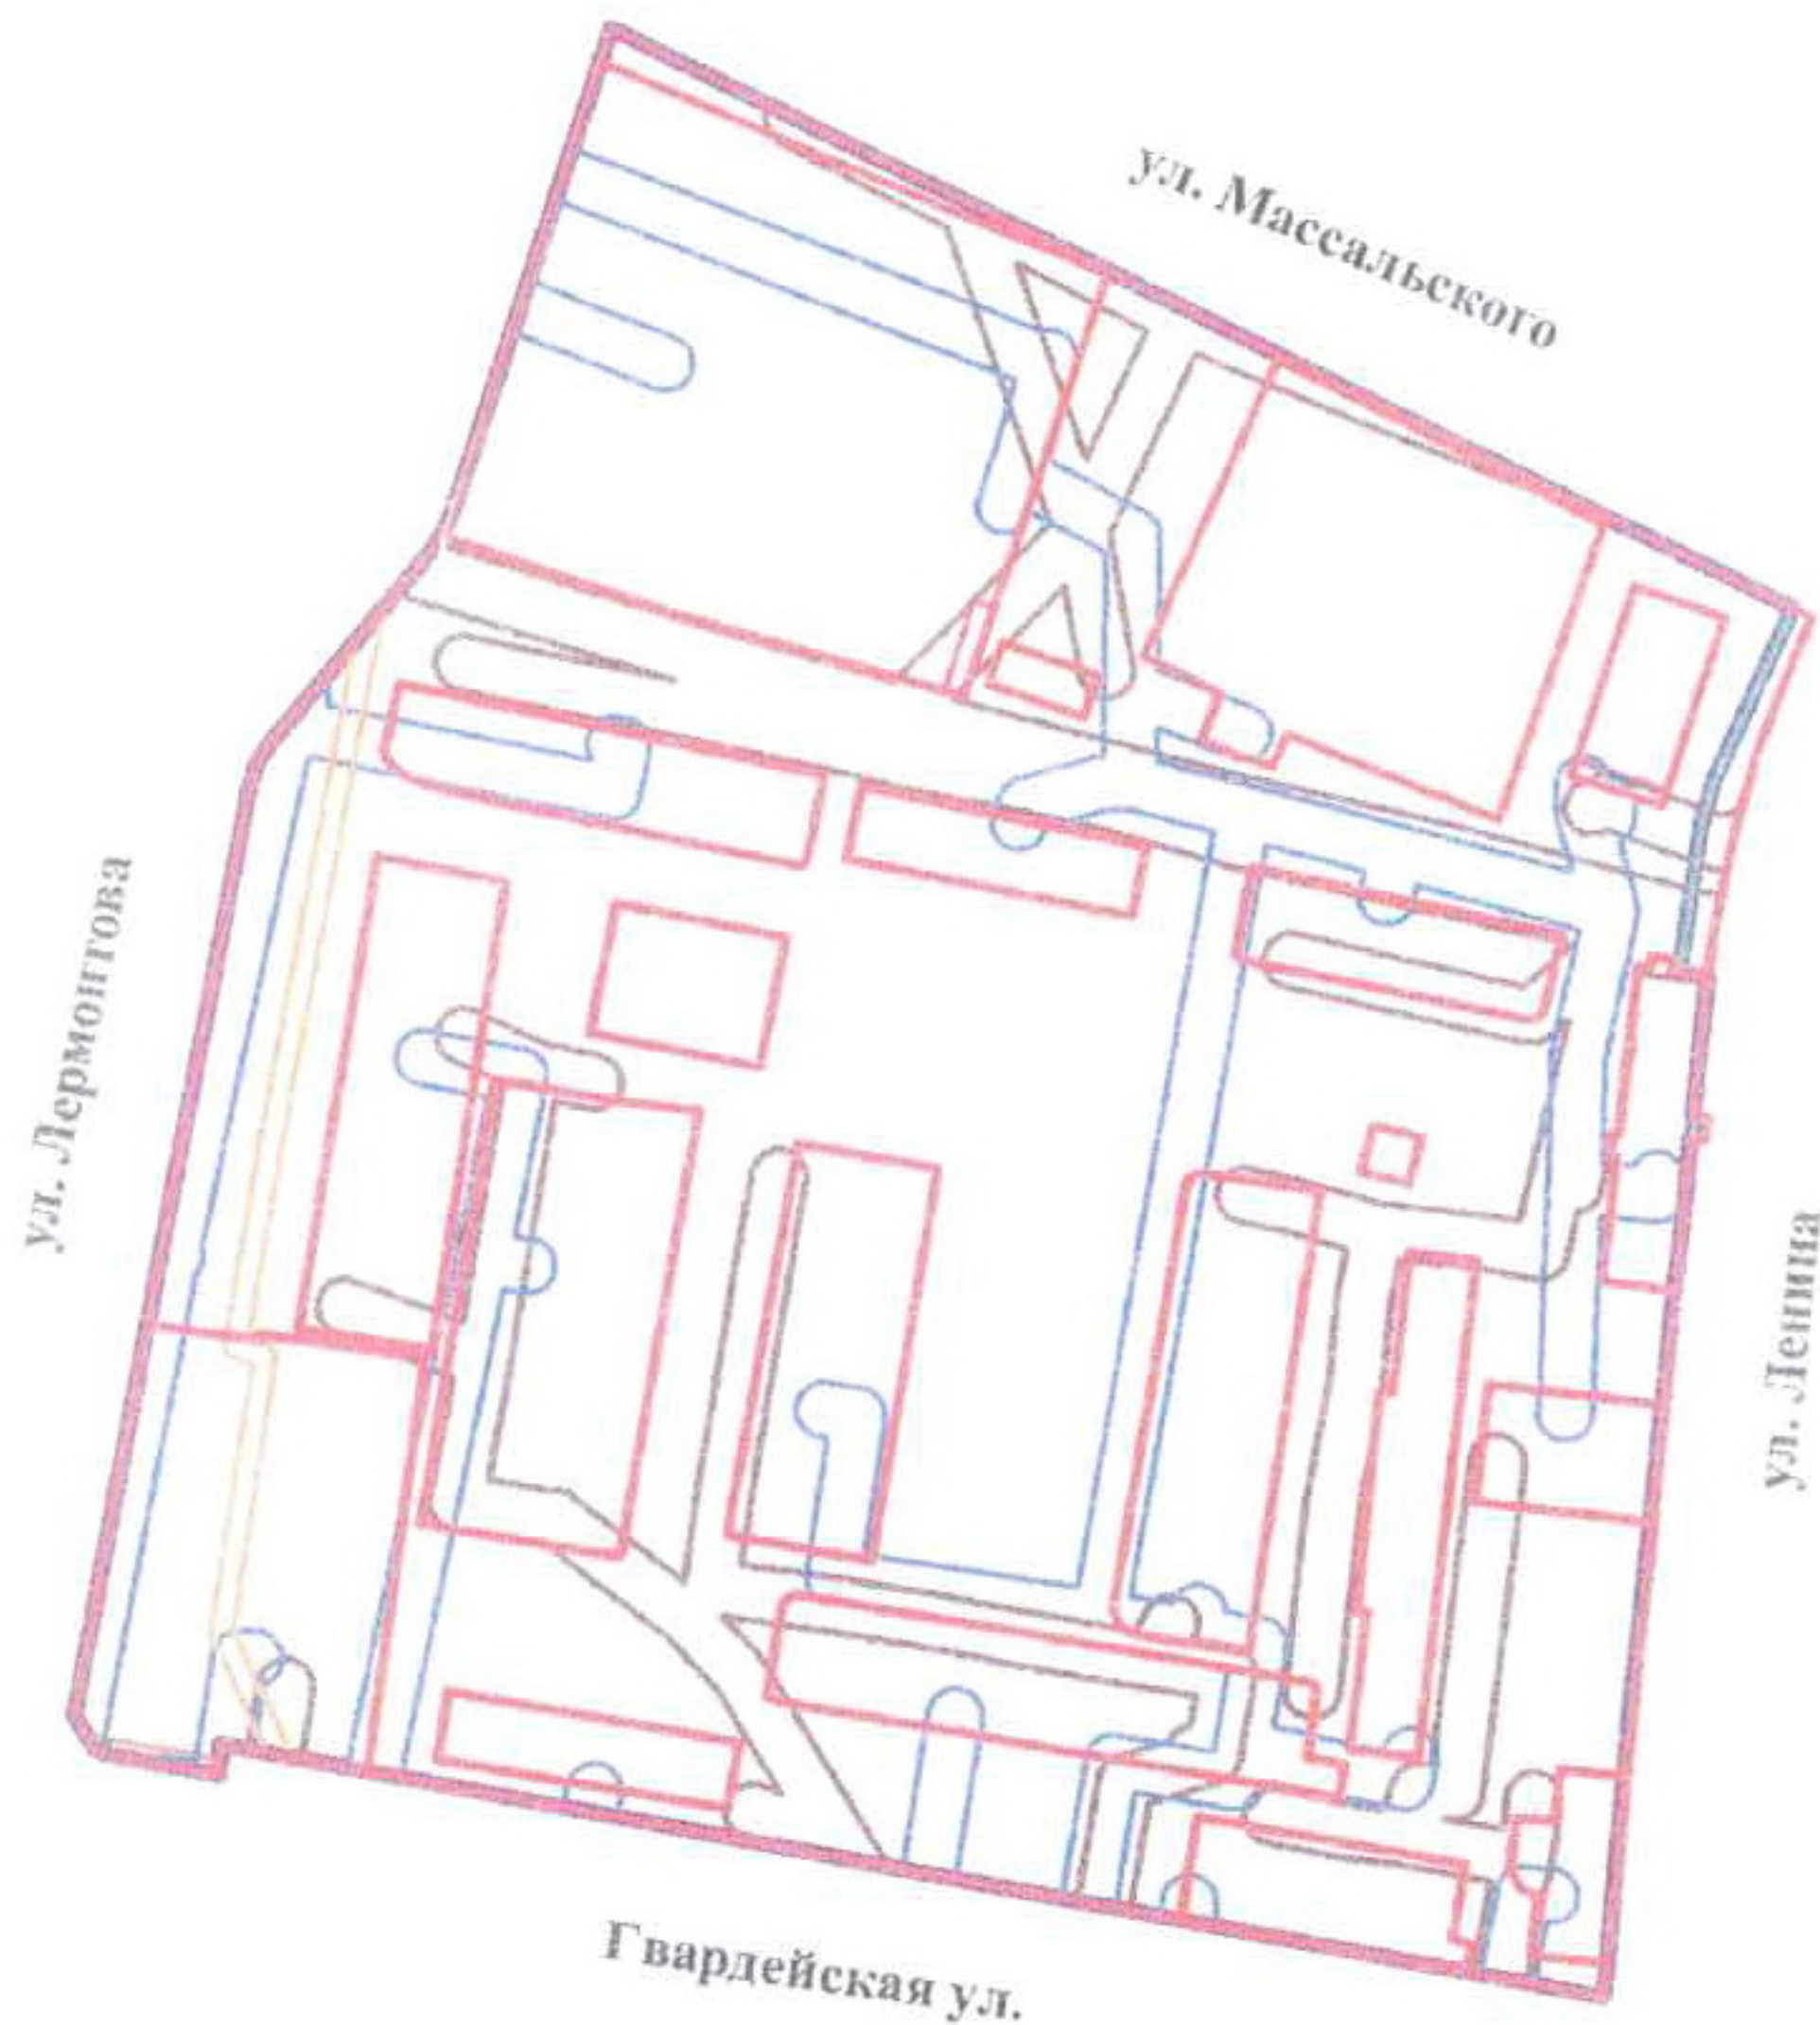 ул. Массальского
ул. Лермонтова
ул. Ленина
Гвардейская ул.